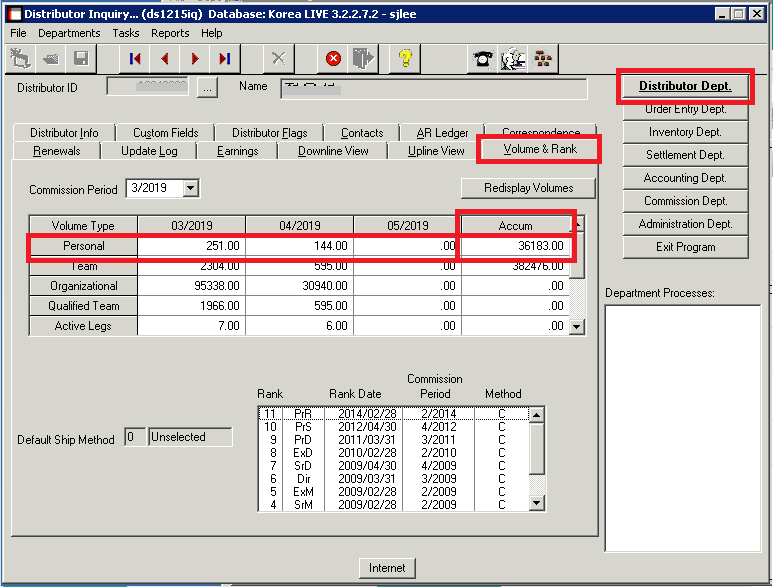 Distributor Inquiry... (ds1215iq) Database: Korea LIVE 3.2.2.7.2 - sjlee
File Departments Tasks Reports Help
Distributor ID ... Name
Distributor Dept.
Order Entry Dept.
Inventory Dept.
Settlement Dept.
Accounting Dept.
Commission Dept.
Administration Dept.
Exit Program
Distributor Info Custom Fields Distributor Flags Contacts AR Ledger Correspondence
Renewals Update Log Earnings Downline View Upline View Volume & Rank
Commission Period 3/2019 Redisplay Volumes
Volume Type 03/2019 04/2019 05/2019 Accum
Personal 251.00 144.00 .00 36183.00
Team 2304.00 595.00 .00 382476.00
Organizational 95338.00 30940.00 .00 .00
Qualified Team 1966.00 595.00 .00 .00
Active Legs 7.00 6.00 .00 .00
Department Processes:
Rank Rank Date Commission Period Method
11 PrR 2014/02/28 2/2014 C
10 PrS 2012/04/30 4/2012 C
9 PrD 2011/03/31 3/2011 C
8 ExD 2010/02/28 2/2010 C
7 SrD 2009/04/30 4/2009 C
6 Dir 2009/03/31 3/2009 C
5 ExM 2009/02/28 2/2009 C
4 SrM 2009/02/28 2/2009 C
Default Ship Method 0 Unselected
Internet